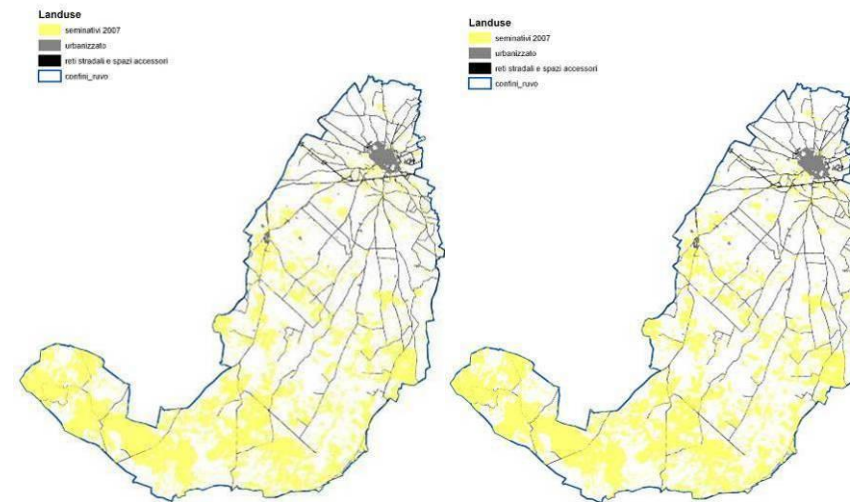 Landuse
seminativi 2007
urbanizzato
reti stradali e spazi accessori
confini_ruvo
Landuse
seminativi 2007
urbanizzato
reti stradali e spazi accessori
confini_ruvo